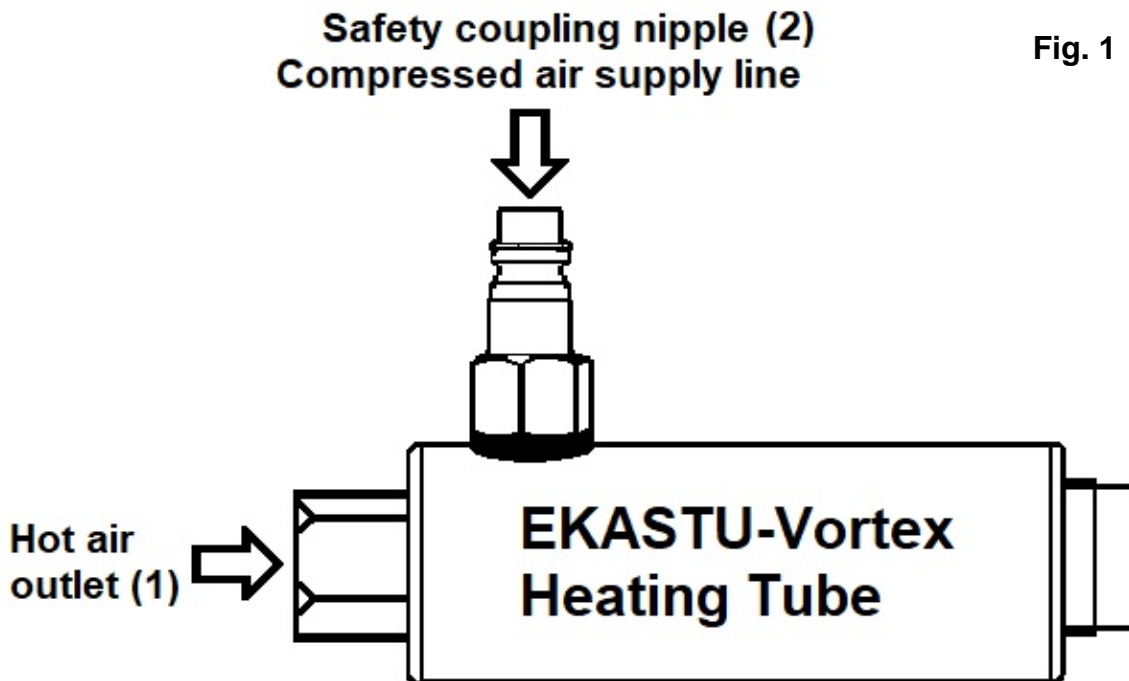 Safety coupling nipple (2)
Compressed air supply line
Fig. 1
Hot air
outlet (1)
EKASTU-Vortex
Heating Tube